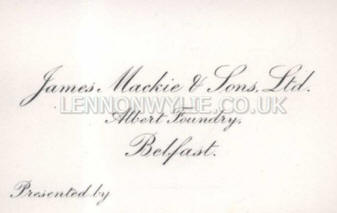 James Mackie & Sons, Ltd.
LENNONWYLIE.CO.UK
Albert Foundry,
Belfast.
Presented by